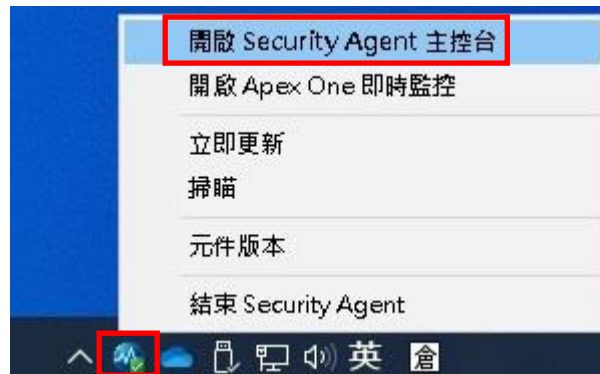 開啟 Security Agent 主控台
開啟 Apex One 即時監控
立即更新
掃瞄
元件版本
結束 Security Agent
英 倉